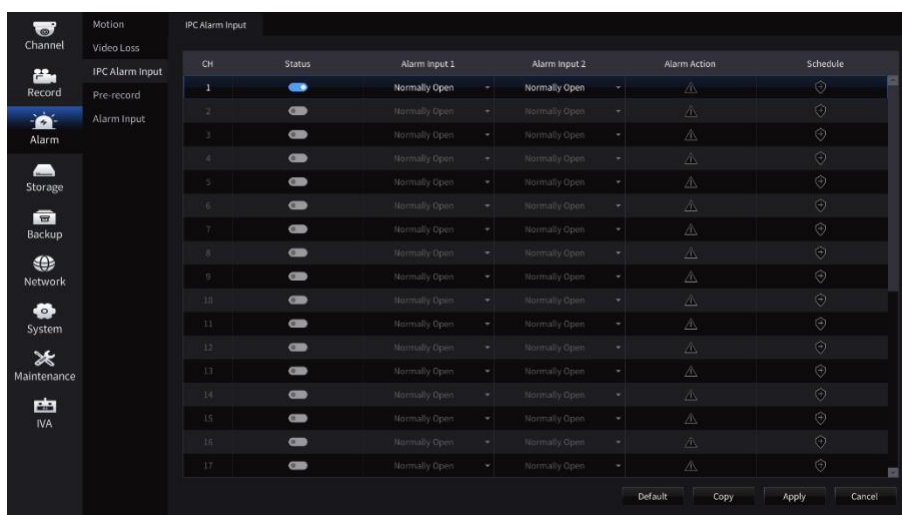 Channel
Record
Alarm
Storage
Backup
Network
System
Maintenance
IVA
Motion
Video Loss
IPC Alarm Input
Pre-record
Alarm Input
IPC Alarm Input
CH Status Alarm Input 1 Alarm Input 2 Alarm Action Schedule
1 Normally Open Normally Open
2 Normally Open Normally Open
3 Normally Open Normally Open
4 Normally Open Normally Open
5 Normally Open Normally Open
6 Normally Open Normally Open
7 Normally Open Normally Open
8 Normally Open Normally Open
9 Normally Open Normally Open
10 Normally Open Normally Open
11 Normally Open Normally Open
12 Normally Open Normally Open
13 Normally Open Normally Open
14 Normally Open Normally Open
15 Normally Open Normally Open
16 Normally Open Normally Open
17 Normally Open Normally Open
Default Copy Apply Cancel